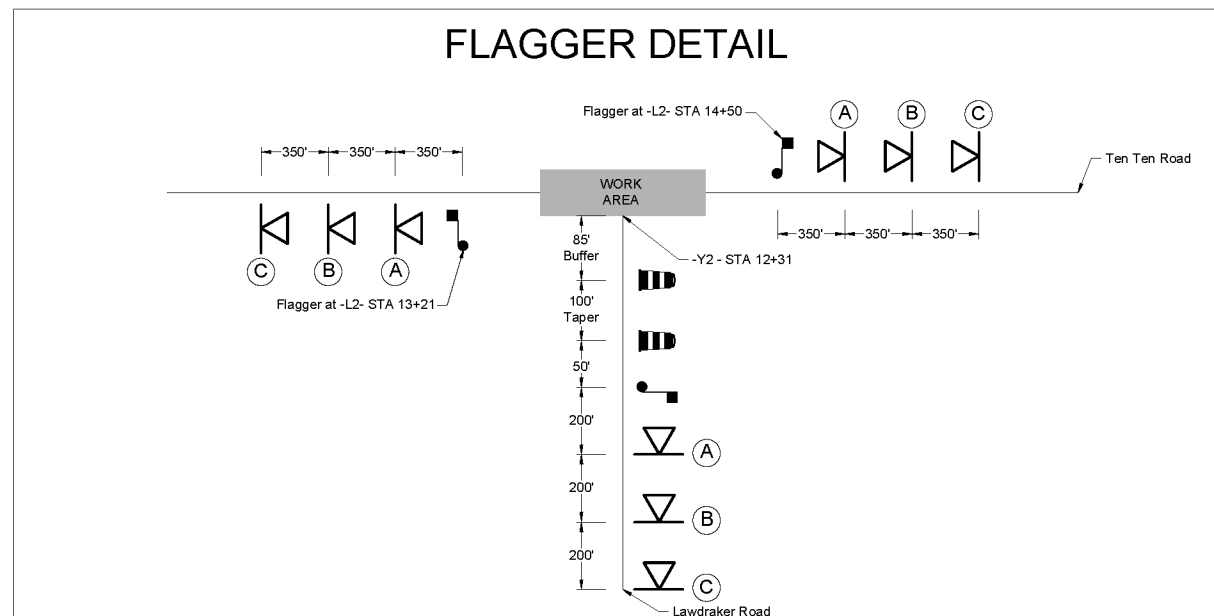 FLAGGER DETAIL
Flagger at -L2- STA 14+50
A
B
C
350'
350'
350'
Ten Ten Road
WORK
AREA
350'
350'
350'
85'
Buffer
-Y2 - STA 12+31
C
B
A
Flagger at -L2- STA 13+21
100'
Taper
50'
200'
A
200'
B
200'
C
Lawdraker Road